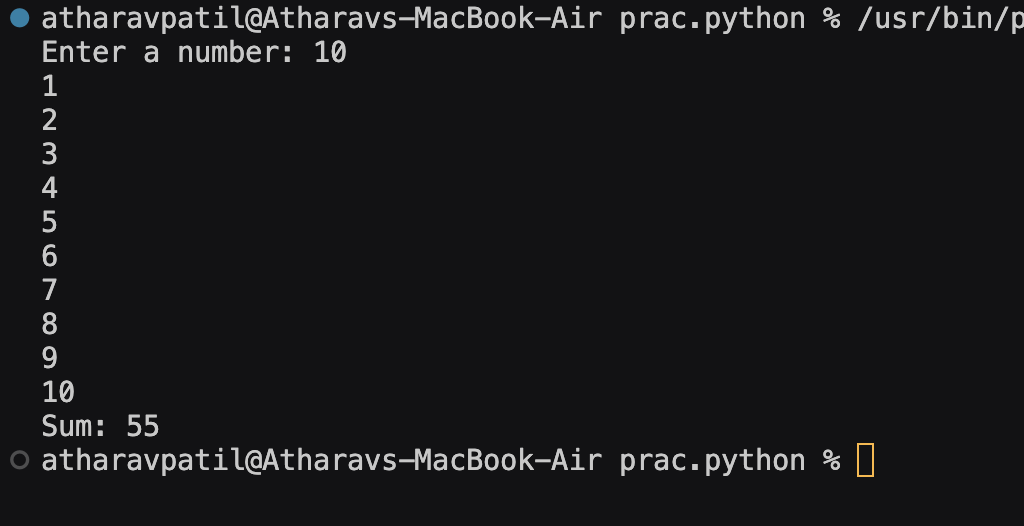 atharavpatil@Atharavs-MacBook-Air prac.python % /usr/bin/p
Enter a number: 10
1
2
3
4
5
6
7
8
9
10
Sum: 55
atharavpatil@Atharavs-MacBook-Air prac.python %